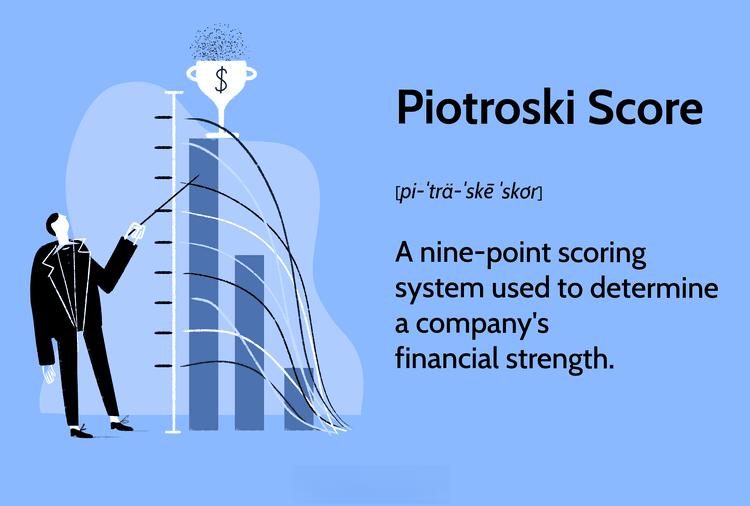 $
Piotroski Score
[pi-ˈträ-ˈskē ˈskȯr]
A nine-point scoring
system used to determine
a company's
financial strength.